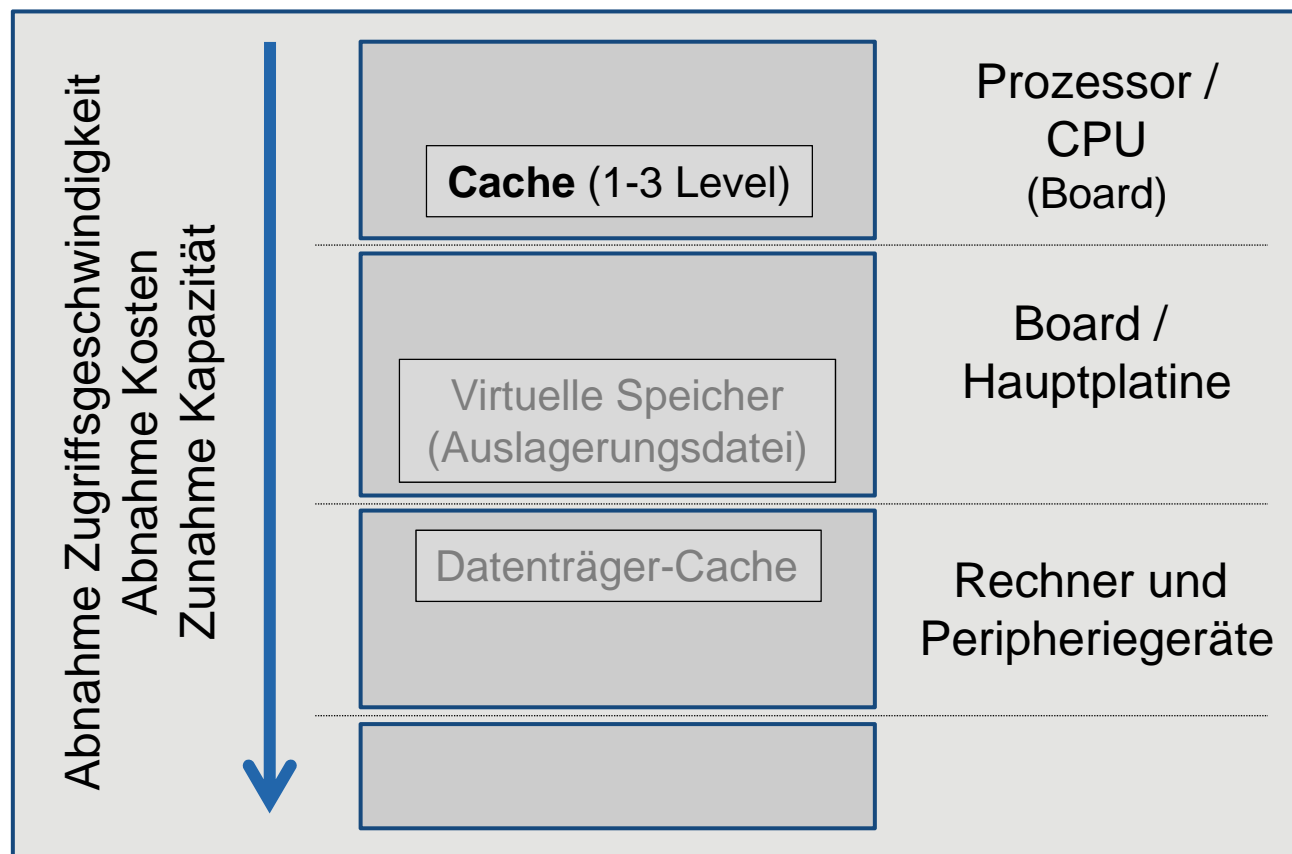 Abnahme Zugriffsgeschwindigkeit
Abnahme Kosten
Zunahme Kapazität
Cache (1-3 Level)
Prozessor /
CPU
(Board)
Virtuelle Speicher
(Auslagerungsdatei)
Board /
Hauptplatine
Datenträger-Cache
Rechner und
Peripheriegeräte